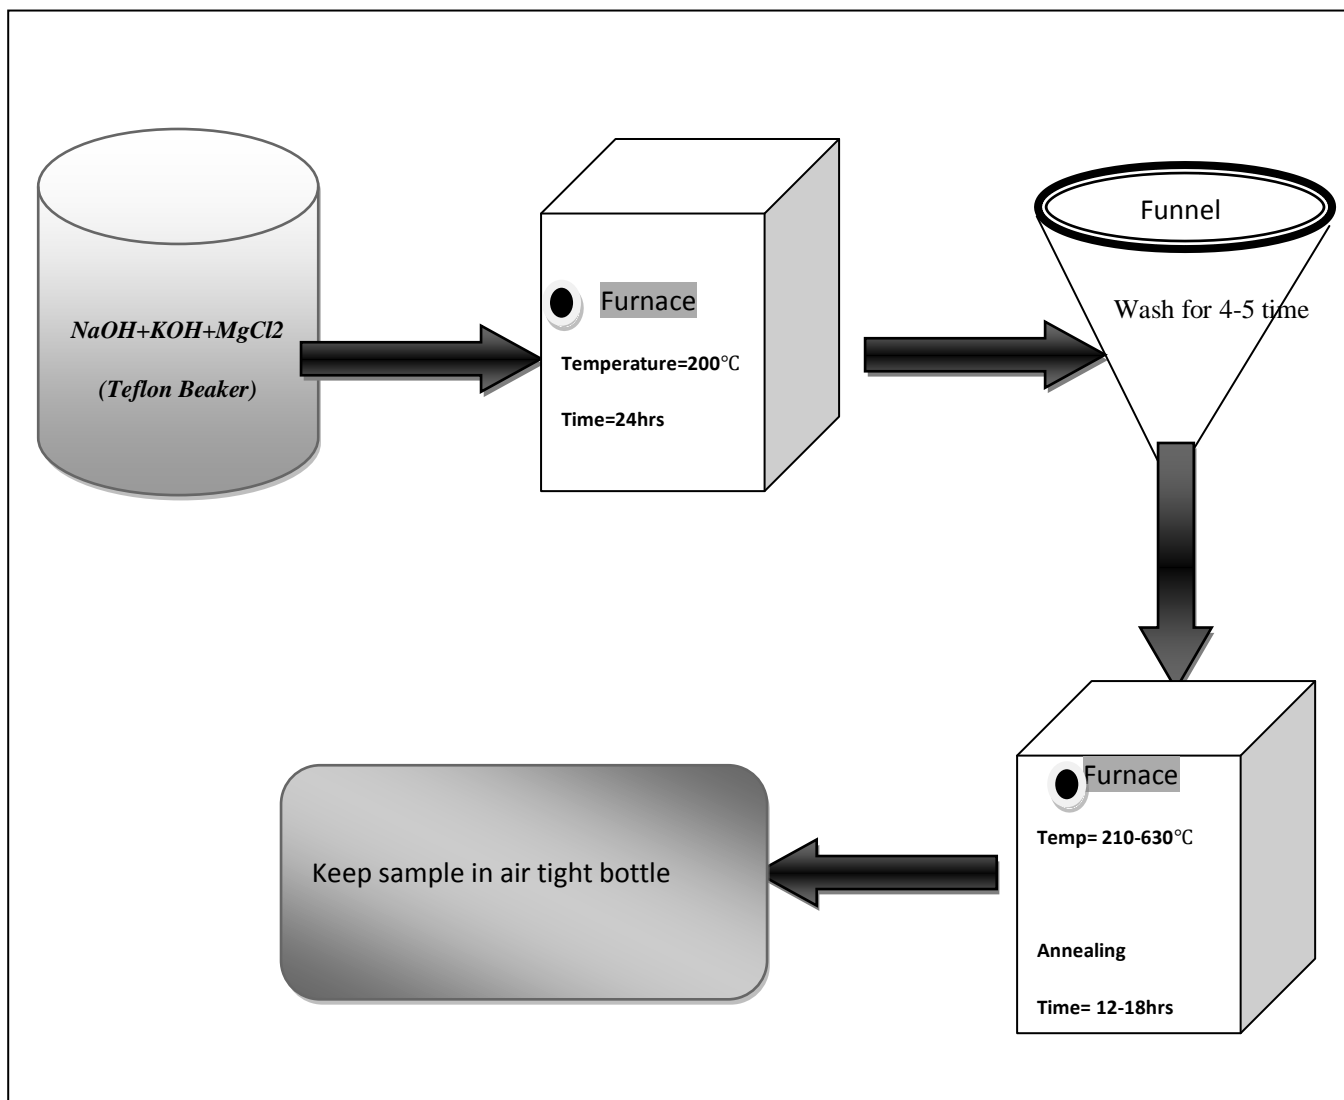 NaOH+KOH+MgCl2
(Teflon Beaker)
Furnace
Temperature=200℃
Time=24hrs
Funnel
Wash for 4-5 time
Furnace
Temp= 210-630℃
Annealing
Time= 12-18hrs
Keep sample in air tight bottle